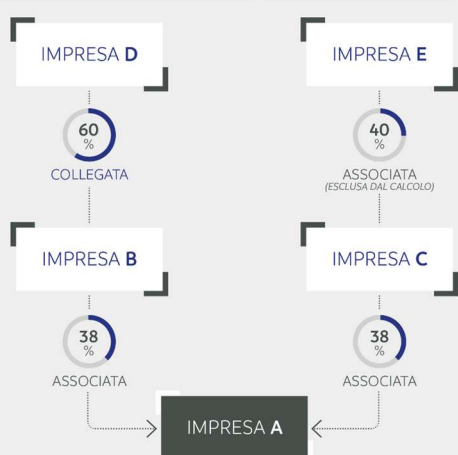 IMPRESA D
IMPRESA E
60
%
COLLEGATA
40
%
ASSOCIATA
(ESCLUSA DAL CALCOLO)
IMPRESA B
IMPRESA C
38
%
ASSOCIATA
38
%
ASSOCIATA
IMPRESA A